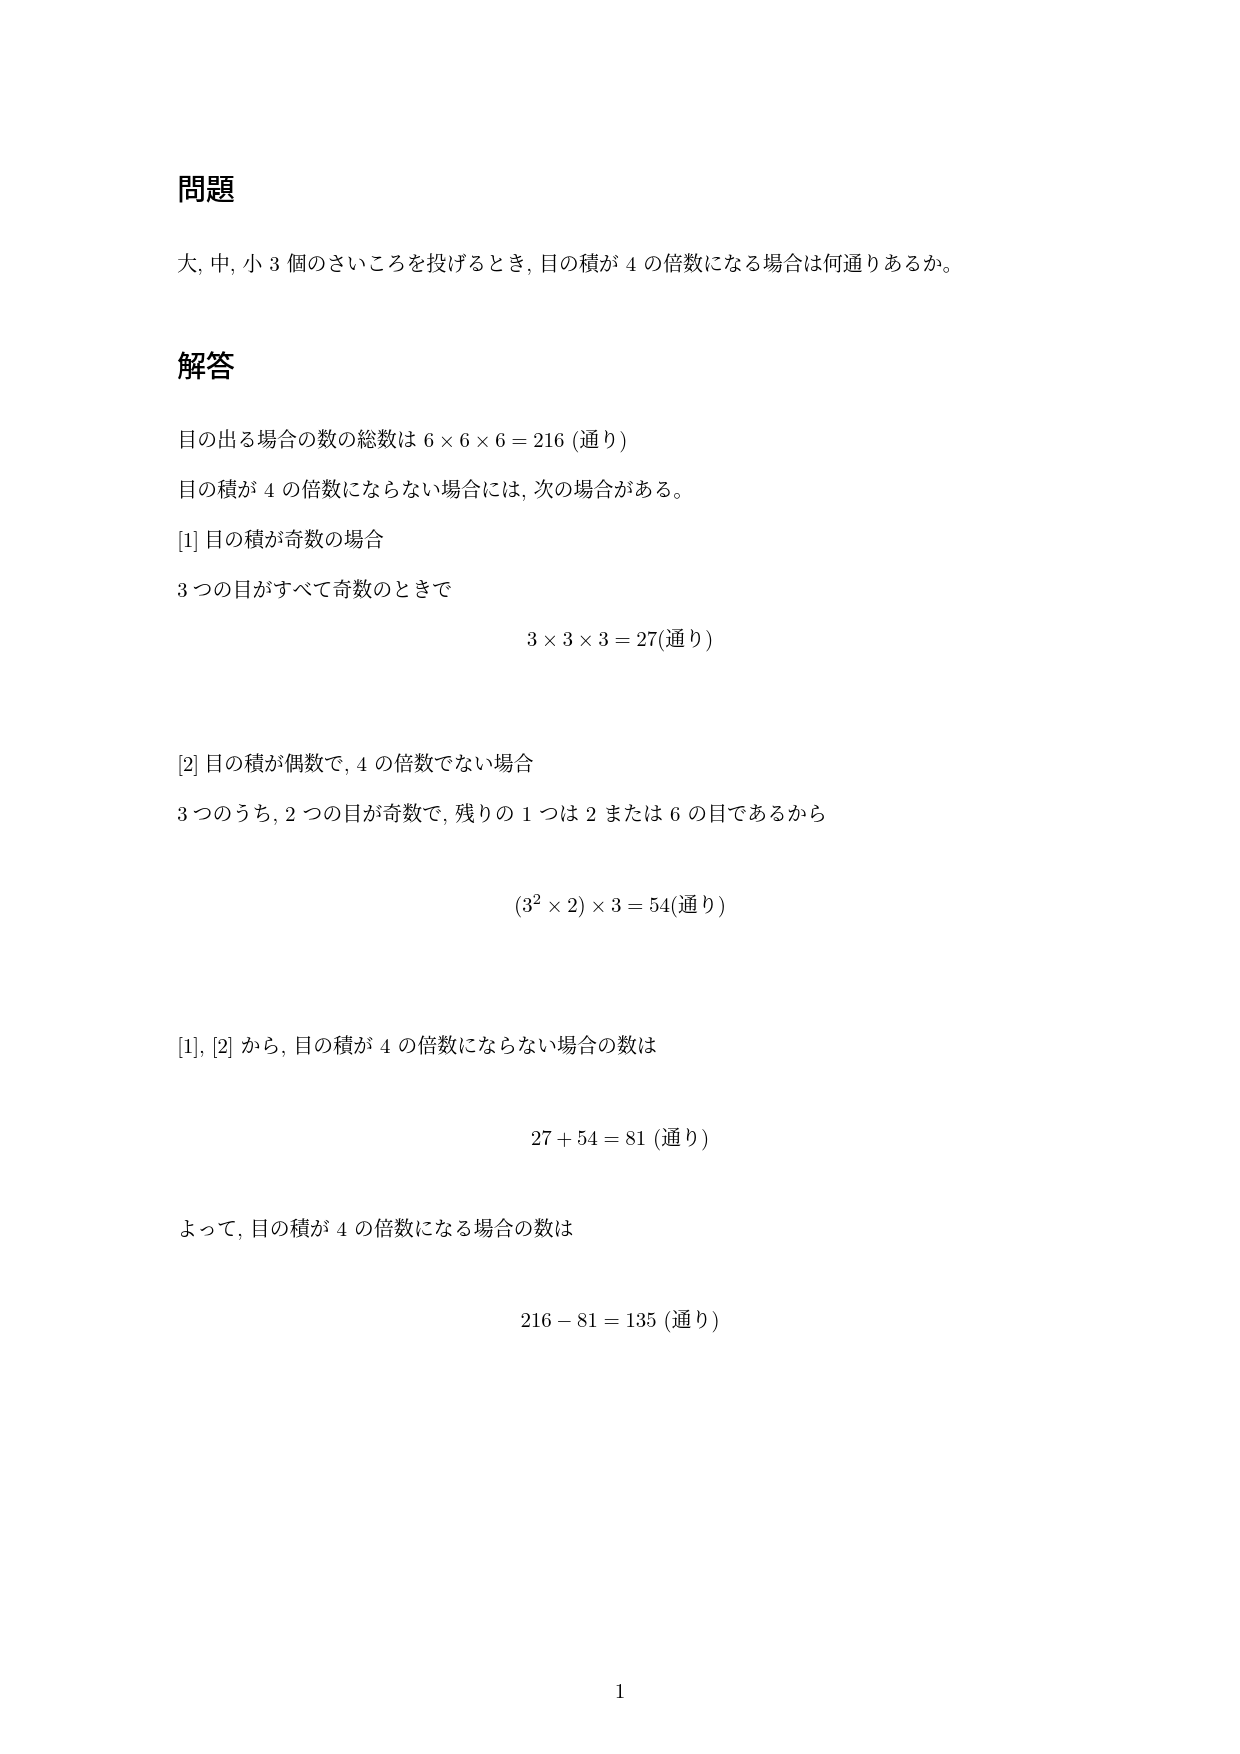 問題
大, 中, 小 3 個のさいころを投げるとき, 目の積が 4 の倍数になる場合は何通りあるか。
解答
目の出る場合の数の総数は 6 × 6 × 6 = 216 (通り)
目の積が 4 の倍数にならない場合には, 次の場合がある。
[1] 目の積が奇数の場合
3 つの目がすべて奇数のときで
3 × 3 × 3 = 27(通り)
[2] 目の積が偶数で, 4 の倍数でない場合
3 つのうち, 2 つの目が奇数で, 残りの 1 つは 2 または 6 の目であるから
(3² × 2) × 3 = 54(通り)
[1], [2] から, 目の積が 4 の倍数にならない場合の数は
27 + 54 = 81 (通り)
よって, 目の積が 4 の倍数になる場合の数は
216 − 81 = 135 (通り)
1